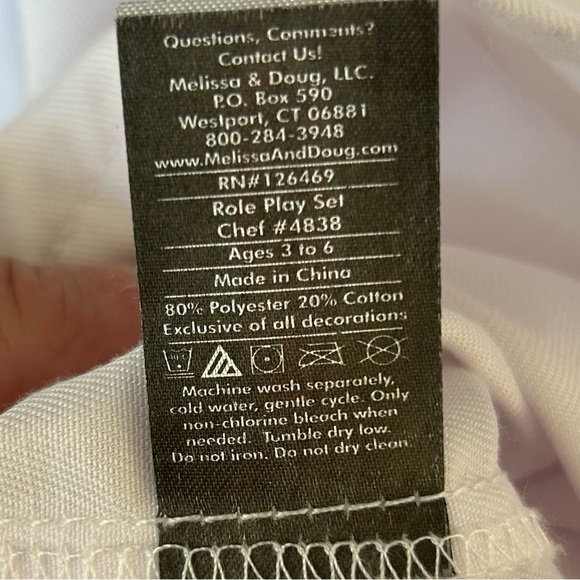 Questions, Comments?
Contact Us!
Melissa & Doug, LLC.
P.O. Box 590
Westport, CT 06881
800-284-3948
www.MelissaAndDoug.com
RN#126469
Role Play Set
Chef #4838
Ages 3 to 6
Made in China
80% Polyester 20% Cotton
Exclusive of all decorations
Machine wash separately,
cold water, gentle cycle. Only
non-chlorine bleach when
needed. Tumble dry low.
Do not iron. Do not dry clean.